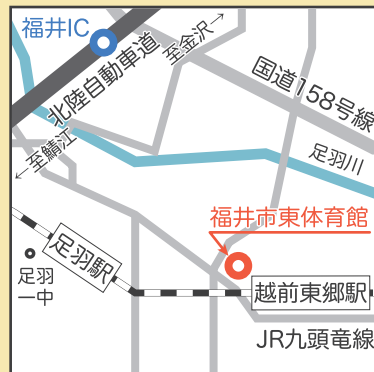 福井IC
北陸自動車道
至金沢→
国道158号線
←至鯖江
足羽川
福井市東体育館
足羽駅
足羽
一中
越前東郷駅
JR九頭竜線